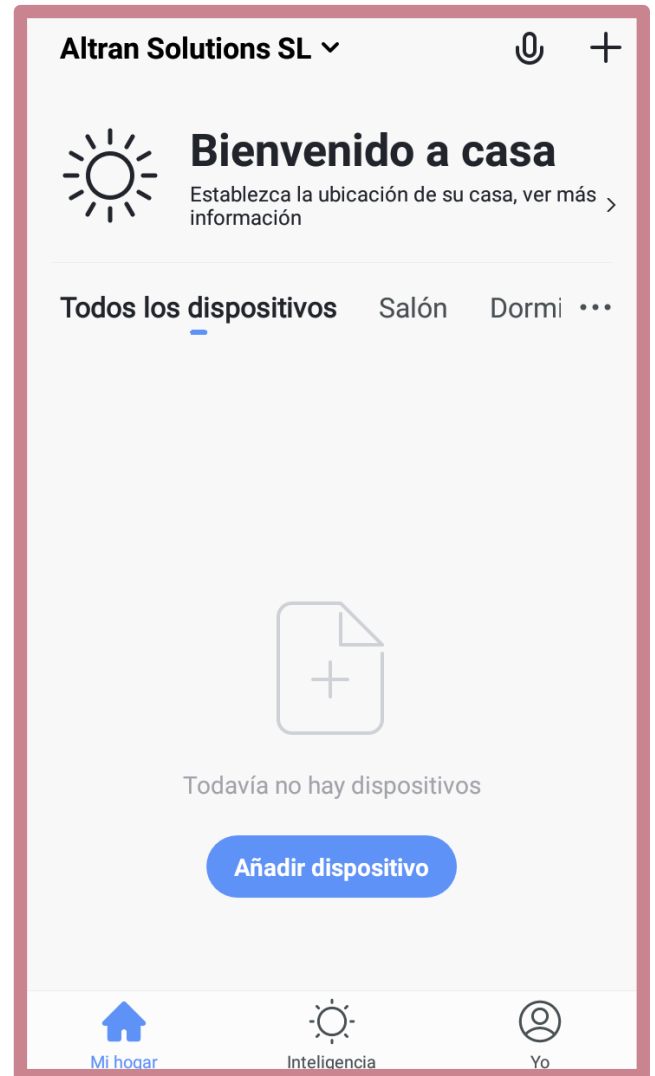 Altran Solutions SL
Bienvenido a casa
Establezca la ubicación de su casa, ver más
información
Todos los dispositivos Salón Dormi
Todavía no hay dispositivos
Añadir dispositivo
Mi hogar Inteligencia Yo